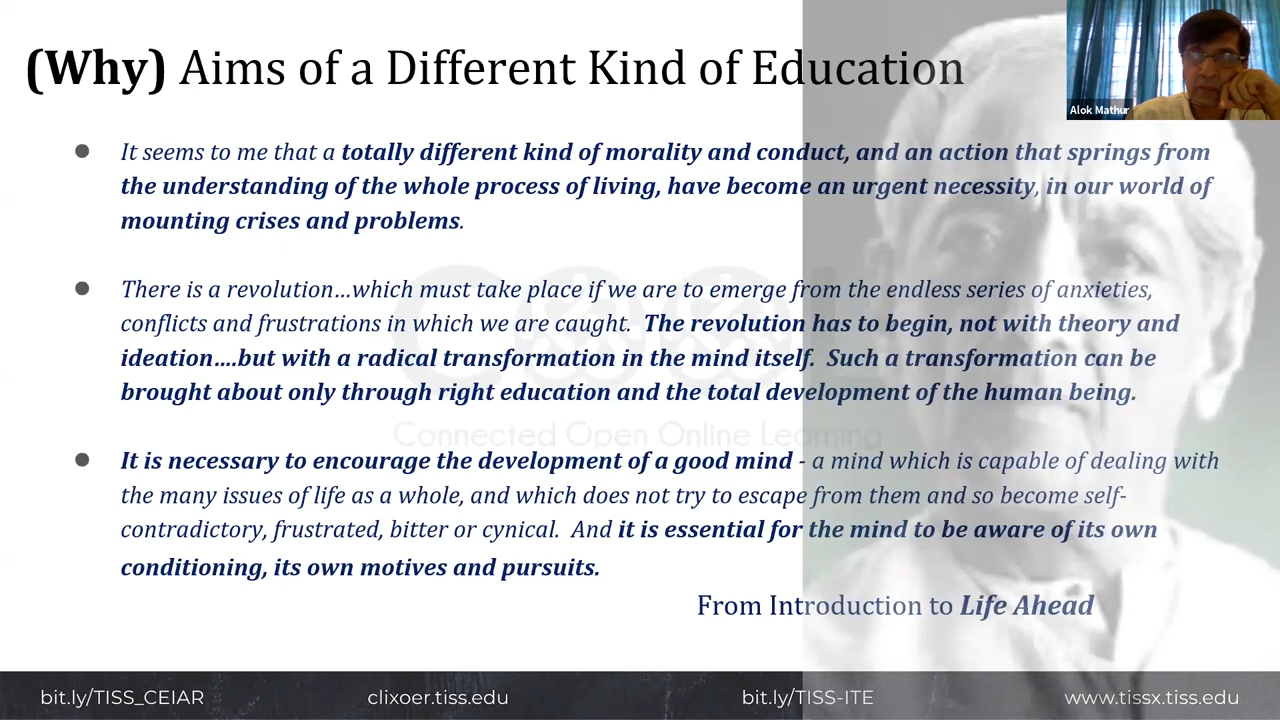 (Why) Aims of a Different Kind of Education
Alok Mathur
● It seems to me that a totally different kind of morality and conduct, and an action that springs from
the understanding of the whole process of living, have become an urgent necessity, in our world of
mounting crises and problems.
● There is a revolution...which must take place if we are to emerge from the endless series of anxieties,
conflicts and frustrations in which we are caught. The revolution has to begin, not with theory and
ideation....but with a radical transformation in the mind itself. Such a transformation can be
brought about only through right education and the total development of the human being.
Connected Open Online Learning
● It is necessary to encourage the development of a good mind - a mind which is capable of dealing with
the many issues of life as a whole, and which does not try to escape from them and so become self-
contradictory, frustrated, bitter or cynical. And it is essential for the mind to be aware of its own
conditioning, its own motives and pursuits.
From Introduction to Life Ahead
bit.ly/TISS_CEIAR clixoer.tiss.edu bit.ly/TISS-ITE www.tissx.tiss.edu